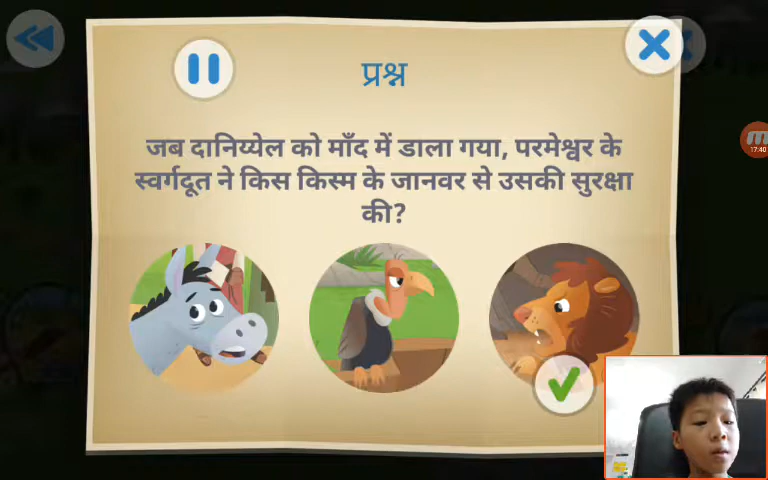 प्रश्न
जब दानिय्येल को माँद में डाला गया, परमेश्वर के
स्वर्गदूत ने किस किस्म के जानवर से उसकी सुरक्षा
की?
17:40